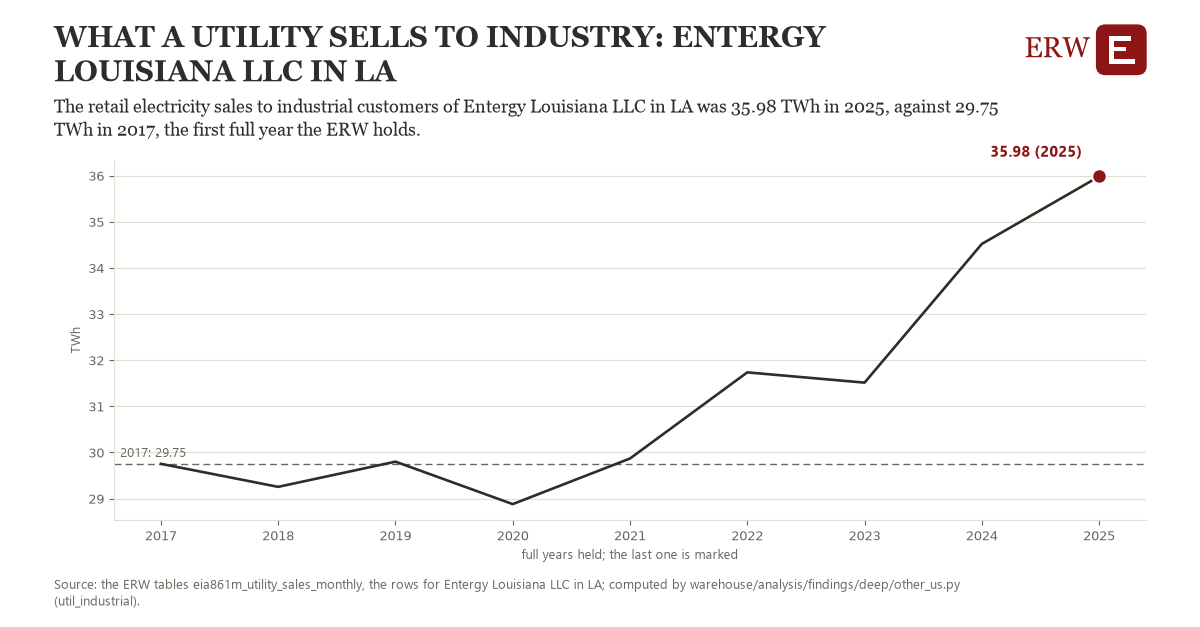 WHAT A UTILITY SELLS TO INDUSTRY: ENTERGY
LOUISIANA LLC IN LA
ERW E
The retail electricity sales to industrial customers of Entergy Louisiana LLC in LA was 35.98 TWh in 2025, against 29.75
TWh in 2017, the first full year the ERW holds.
35.98 (2025)
36
35
34
33
32
31
30
29
TWh
2017: 29.75
2017 2018 2019 2020 2021 2022 2023 2024 2025
full years held; the last one is marked
Source: the ERW tables eia861m_utility_sales_monthly, the rows for Entergy Louisiana LLC in LA; computed by warehouse/analysis/findings/deep/other_us.py
(util_industrial).